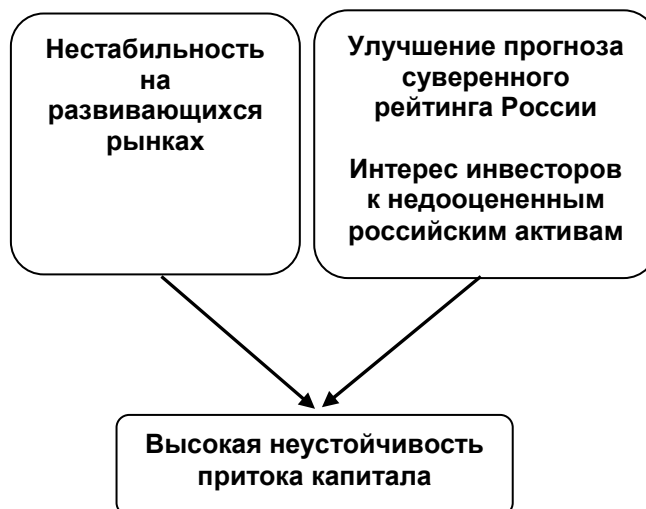 Нестабильность
на
развивающихся
рынках
Улучшение прогноза
суверенного
рейтинга России
Интерес инвесторов
к недооцененным
российским активам
Высокая неустойчивость
притока капитала